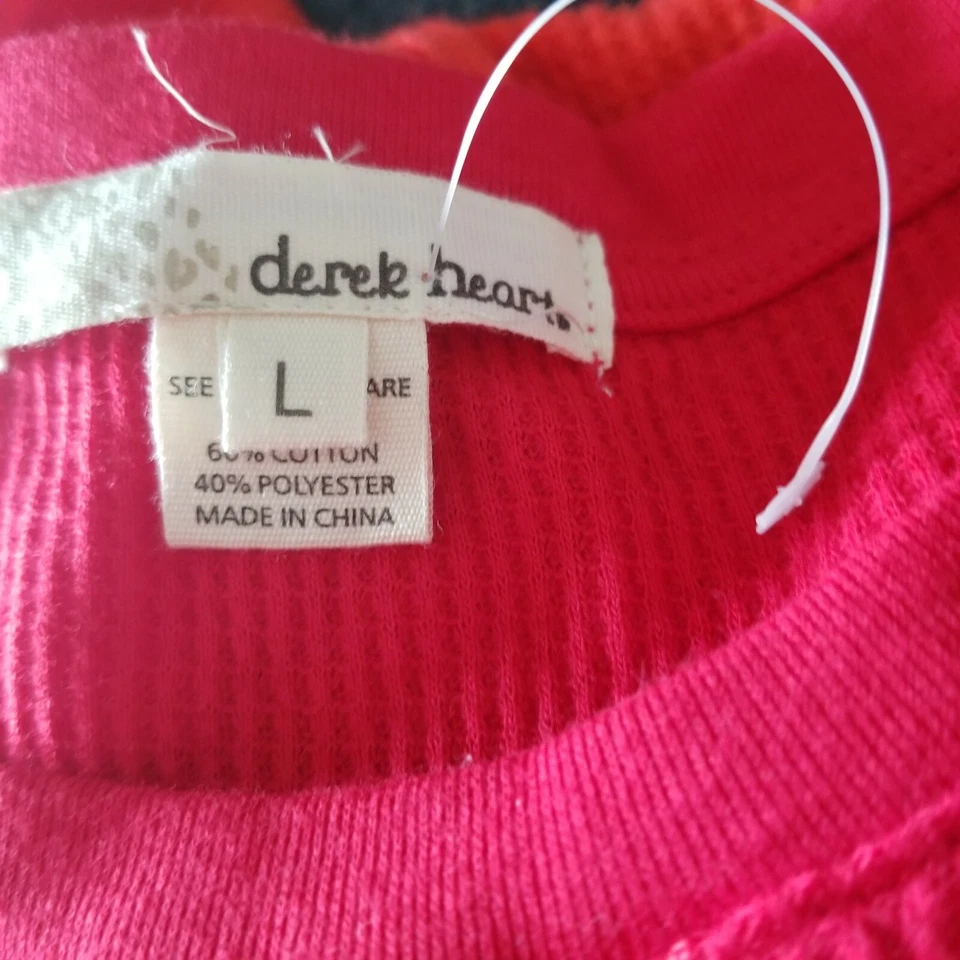 derek heart
L
SEE ARE
60% COTTON
40% POLYESTER
MADE IN CHINA